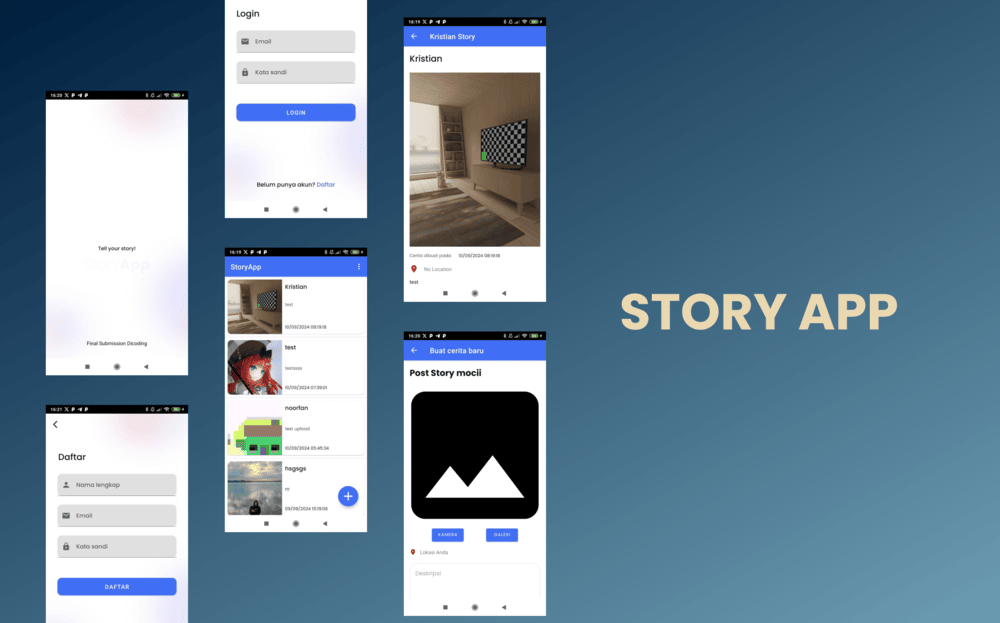 16:20
Tell your story!
StoryApp
Final Submission Dicoding
16:21
Daftar
Nama lengkap
Email
Kata sandi
DAFTAR
Login
Email
Kata sandi
LOGIN
Belum punya akun? Daftar
16:19
StoryApp
Kristian
test
10/09/2024 08:19:18
test
testssss
10/09/2024 07:39:01
noorfan
test upload
10/09/2024 05:45:34
hsgsgs
m
09/09/2024 15:19:08
16:19
Kristian Story
Kristian
Cerita dibuat pada: 10/09/2024 08:19:18
No Location
test
16:20
Buat cerita baru
Post Story mocii
KAMERA
GALERI
Lokasi Anda
Deskripsi
STORY APP